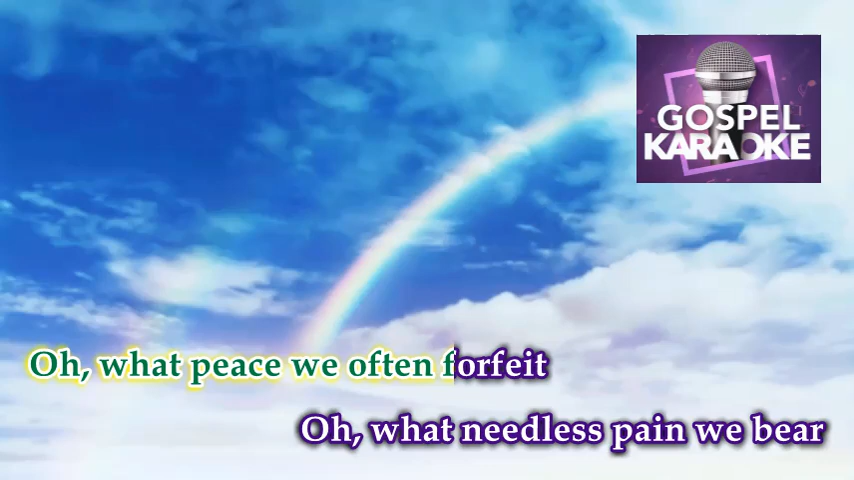 GOSPEL
KARAOKE
Oh, what peace we often forfeit
Oh, what needless pain we bear